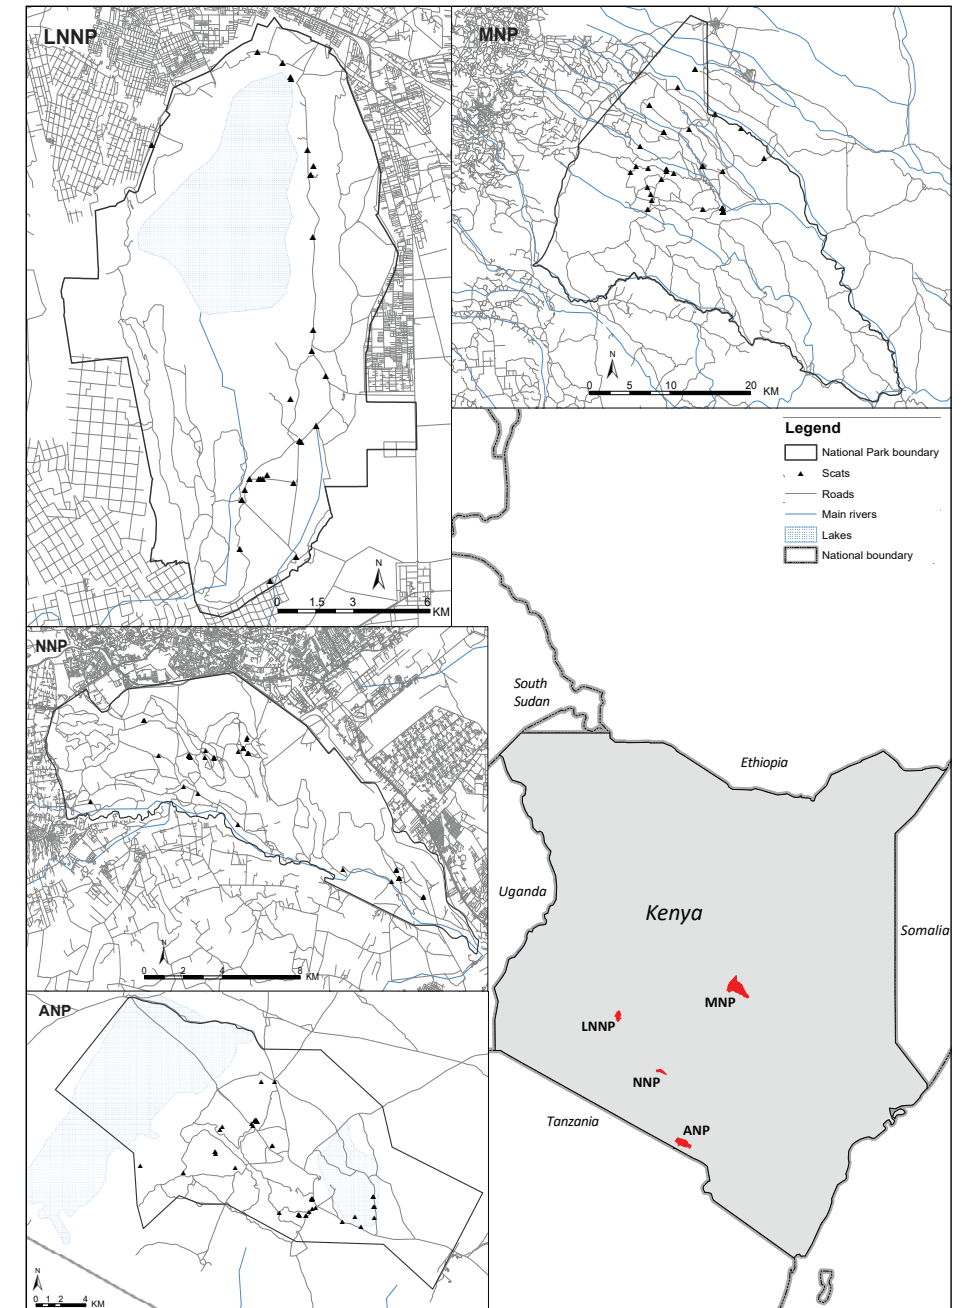 LNNP
N
0 1.5 3 6
KM
MNP
N
0 5 10 20
KM
Legend
National Park boundary
Scats
Roads
Main rivers
Lakes
National boundary
NNP
N
0 2 4 8
KM
ANP
N
0 2 4
KM
South
Sudan
Ethiopia
Uganda
Kenya
Somalia
MNP
LNNP
NNP
Tanzania
ANP